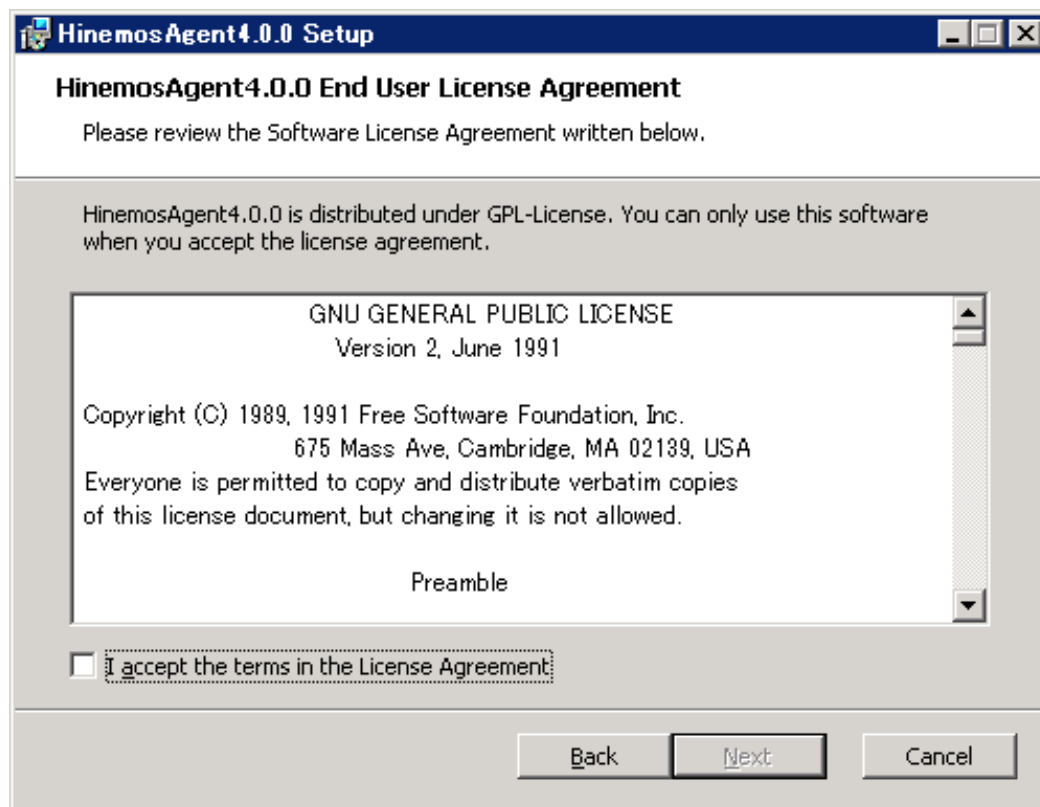 HinemosAgent4.0.0 Setup
HinemosAgent4.0.0 End User License Agreement
Please review the Software License Agreement written below.
HinemosAgent4.0.0 is distributed under GPL-License. You can only use this software
when you accept the license agreement.
GNU GENERAL PUBLIC LICENSE
Version 2, June 1991
Copyright (C) 1989, 1991 Free Software Foundation, Inc.
675 Mass Ave, Cambridge, MA 02139, USA
Everyone is permitted to copy and distribute verbatim copies
of this license document, but changing it is not allowed.
Preamble
I accept the terms in the License Agreement
Back Next Cancel